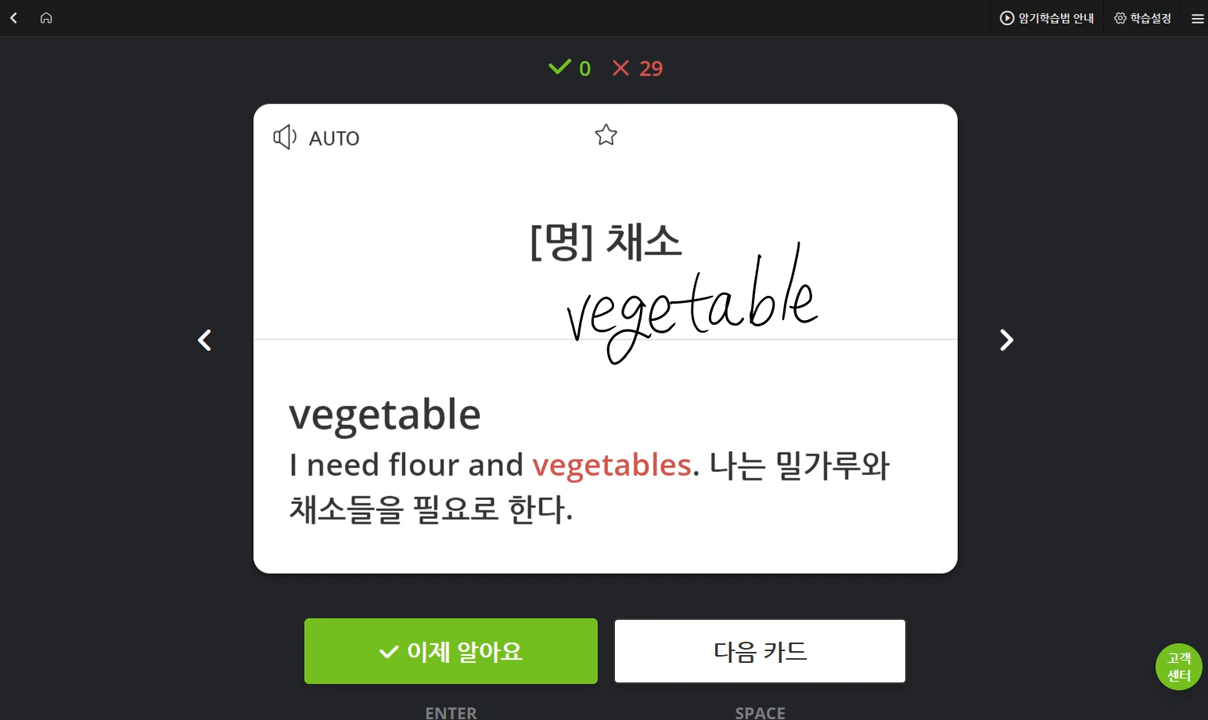 암기학습법 안내 학습설정
0 29
AUTO
[명] 채소
vegetable
vegetable
I need flour and vegetables. 나는 밀가루와
채소들을 필요로 한다.
이제 알아요 다음 카드
고객
센터
ENTER SPACE